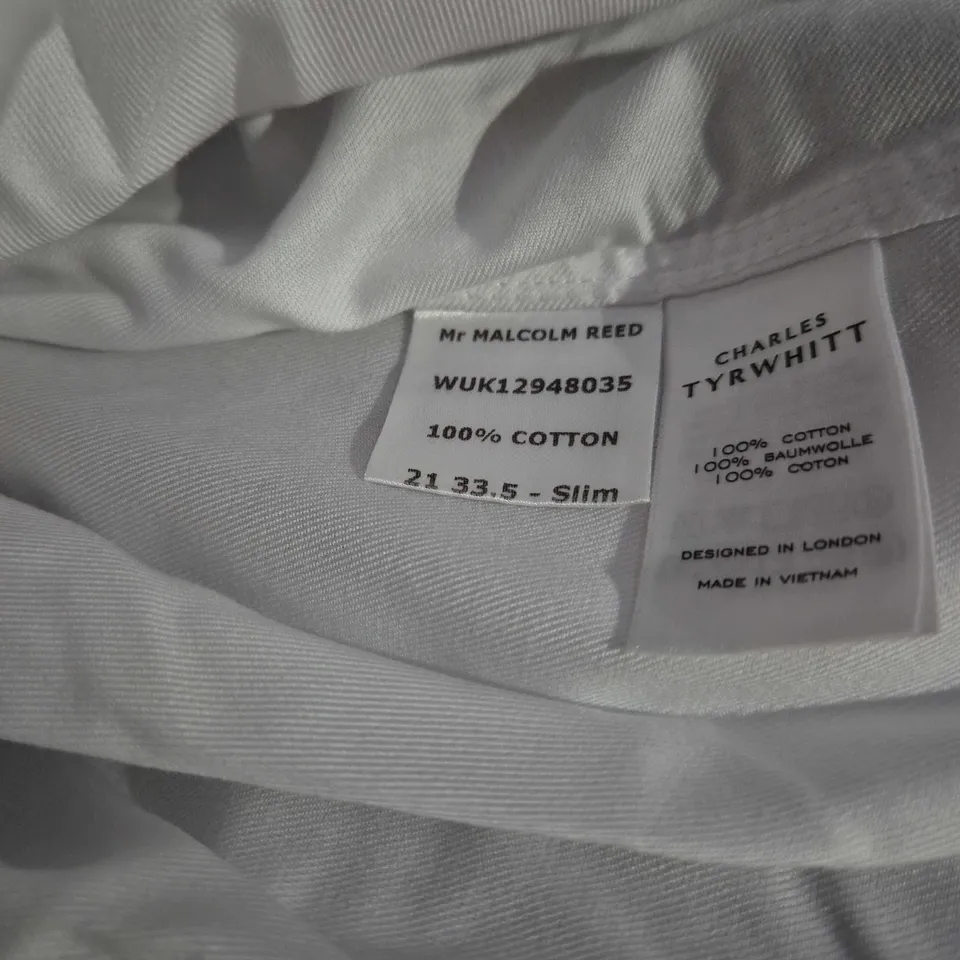 Mr MALCOLM REED
WUK12948035
100% COTTON
21 33.5 - Slim
CHARLES
TYRWHITT
100% COTTON
100% BAUMWOLLE
100% COTON
DESIGNED IN LONDON
MADE IN VIETNAM